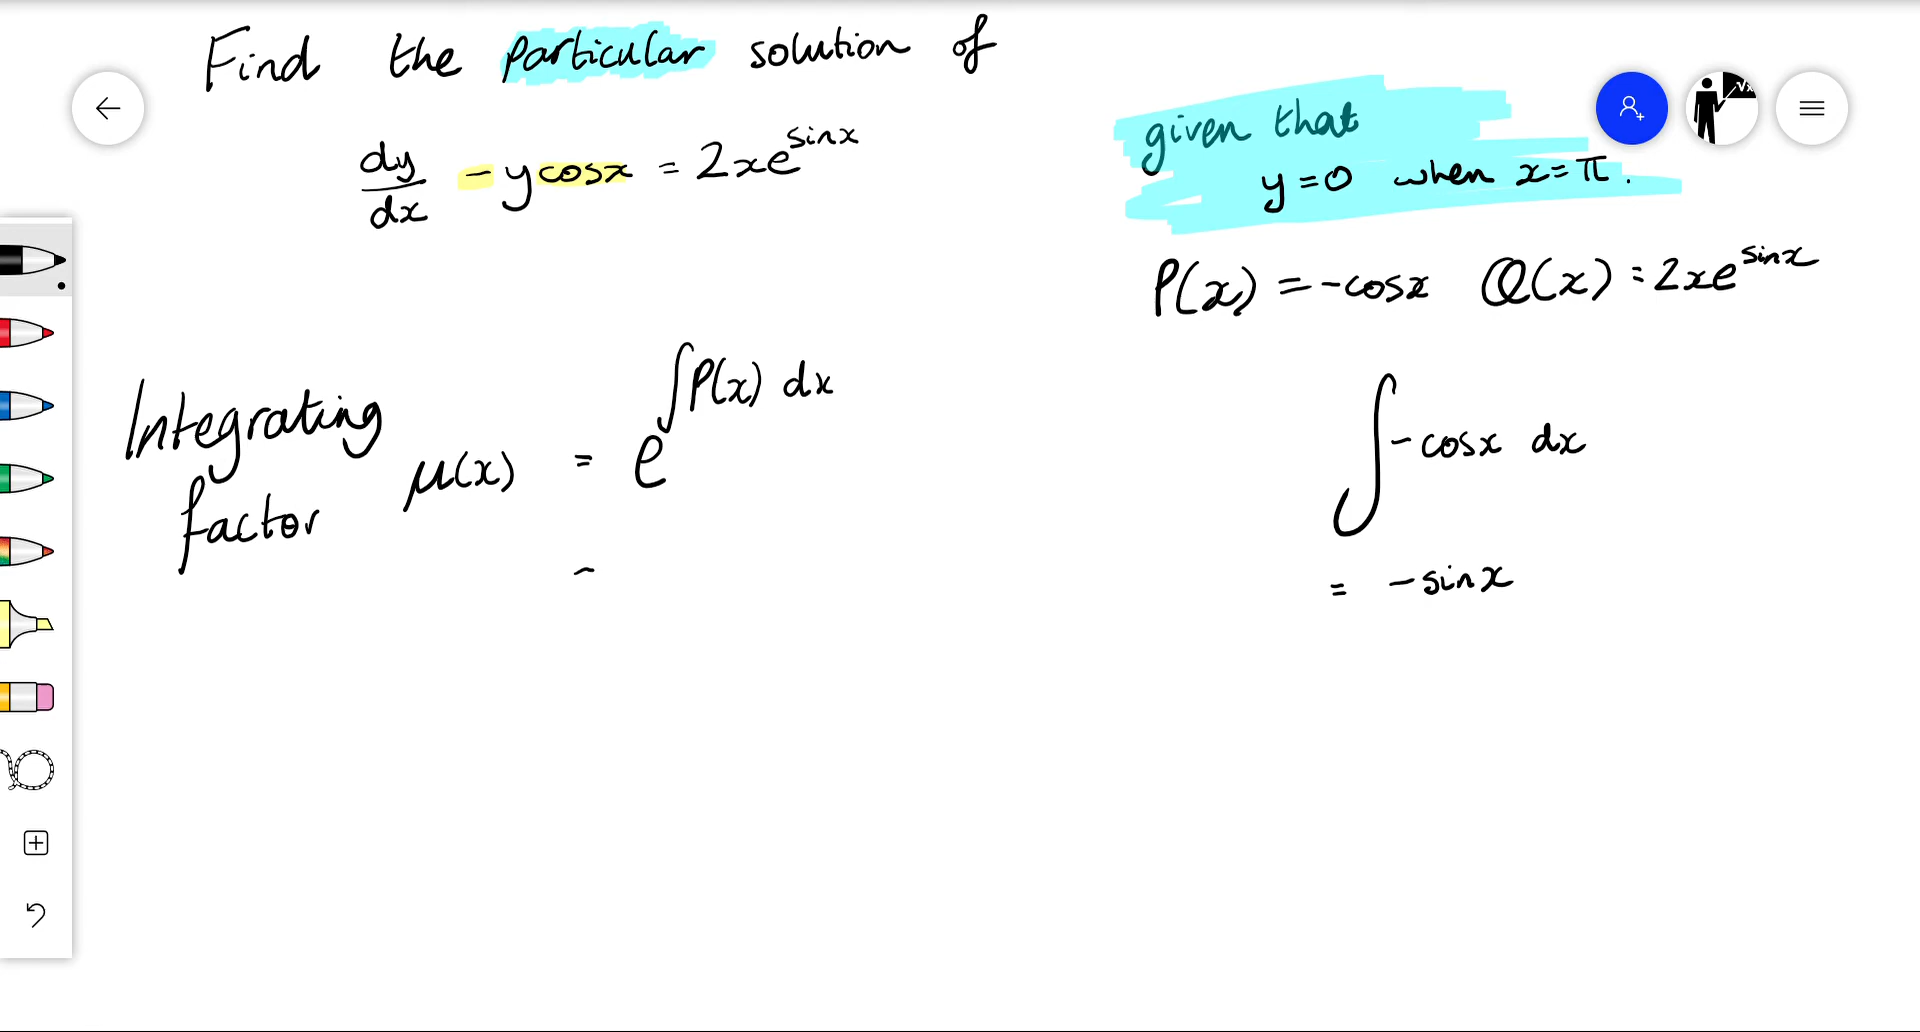 Find the particular solution of
dy/dx - y cosx = 2xe^sinx
given that
y = 0 when x = π.
P(x) = -cosx Q(x) = 2xe^sinx
Integrating factor μ(x) = e^∫P(x) dx
∫ -cosx dx
= -sinx